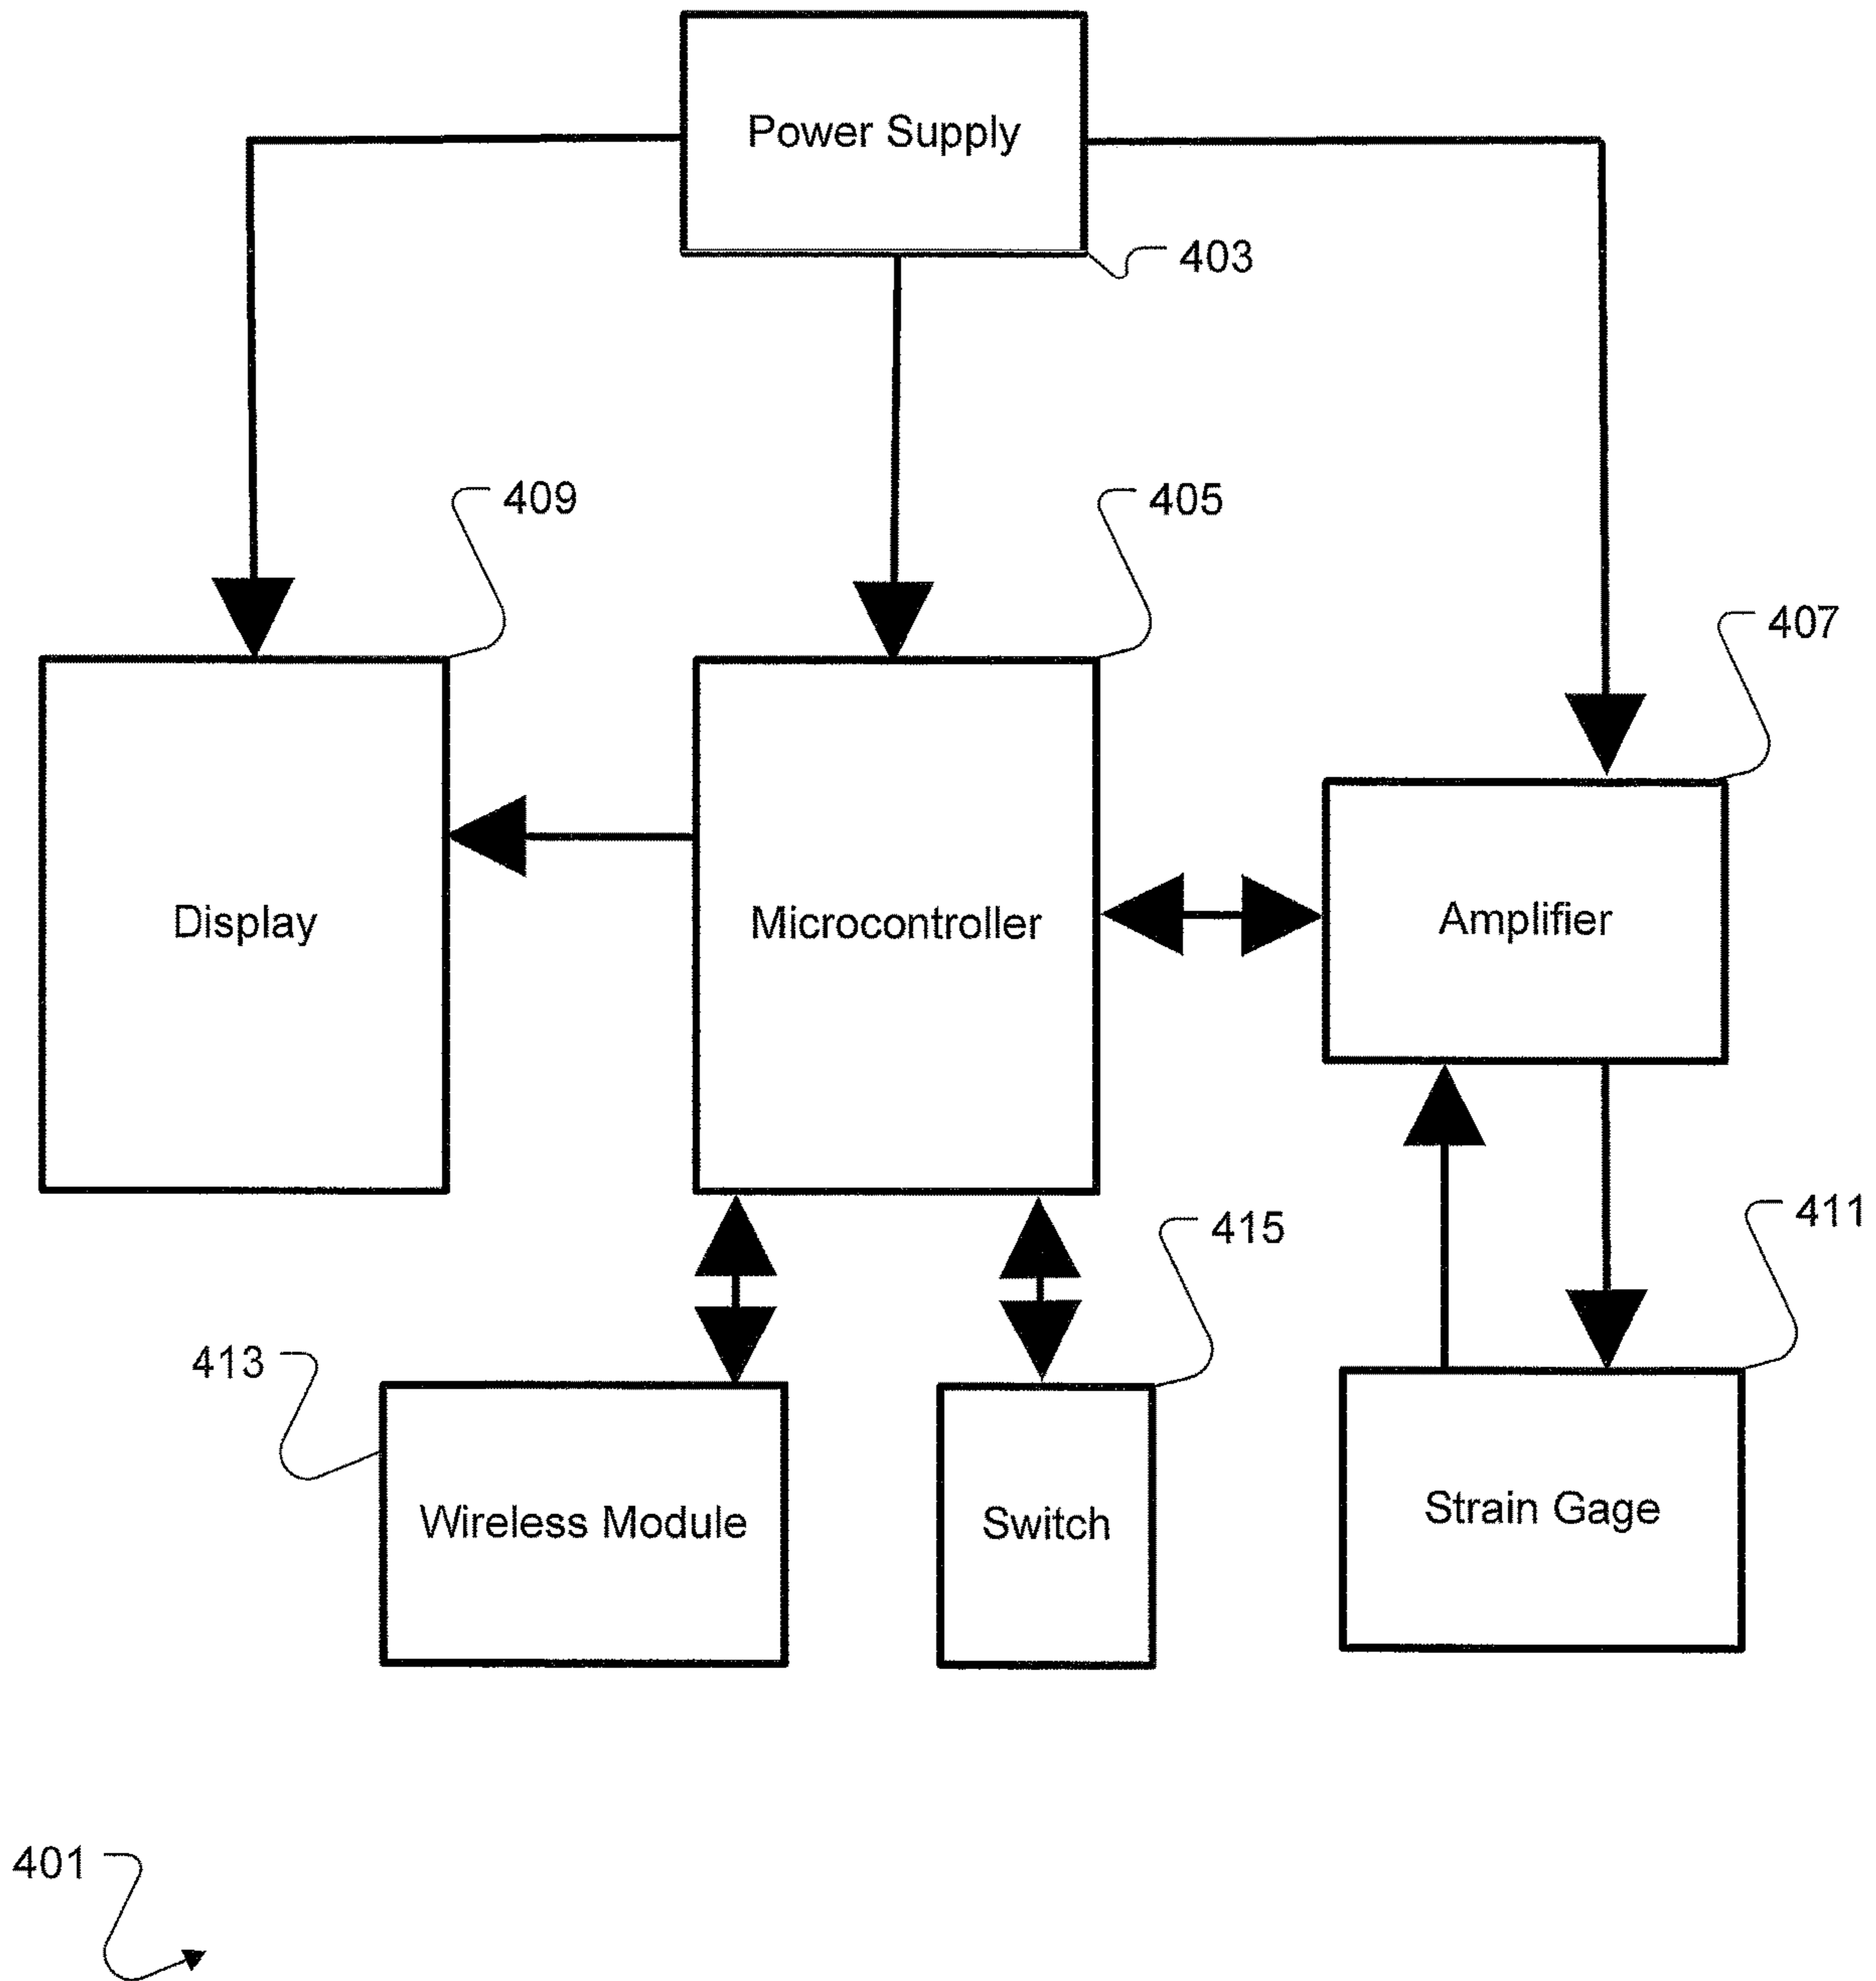 Power Supply
403
409
405
407
Display
Microcontroller
Amplifier
415
411
413
Wireless Module
Switch
Strain Gage
401